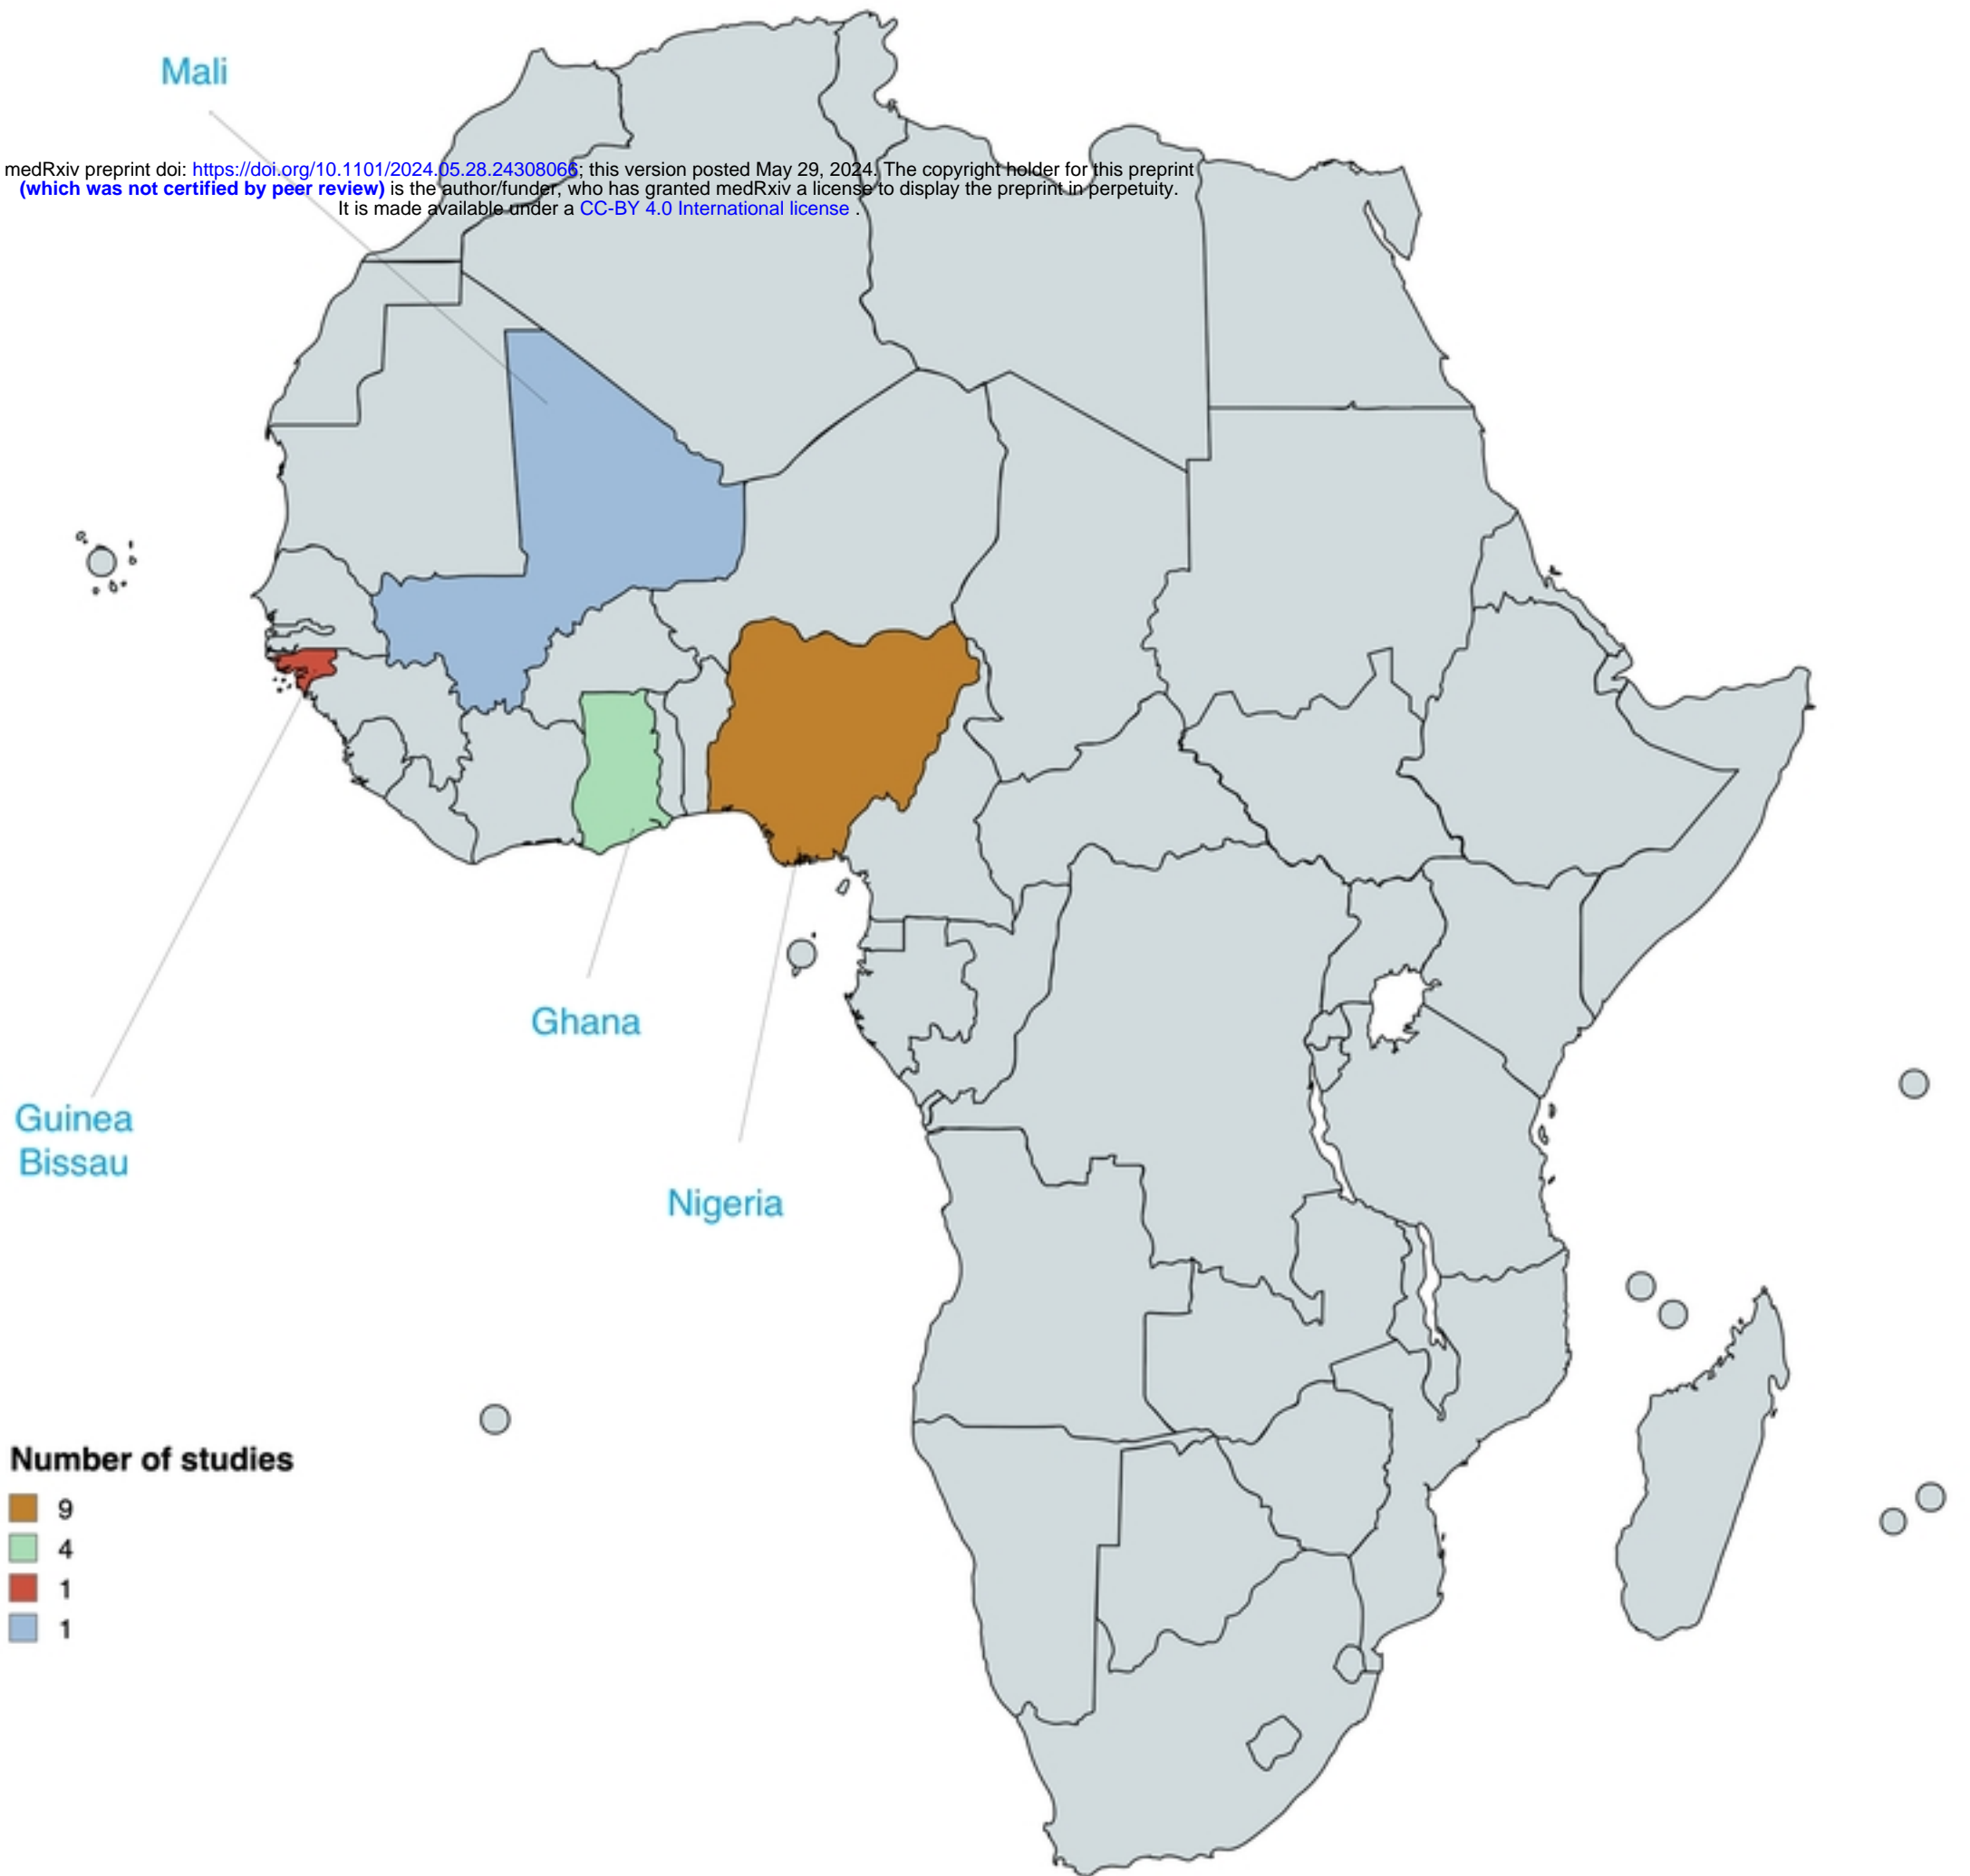 Mali
medRxiv preprint doi: https://doi.org/10.1101/2024.05.28.24308066; this version posted May 29, 2024. The copyright holder for this preprint
(which was not certified by peer review) is the author/funder, who has granted medRxiv a license to display the preprint in perpetuity.
It is made available under a CC-BY 4.0 International license .
Ghana
Guinea
Bissau
Nigeria
Number of studies
9
4
1
1